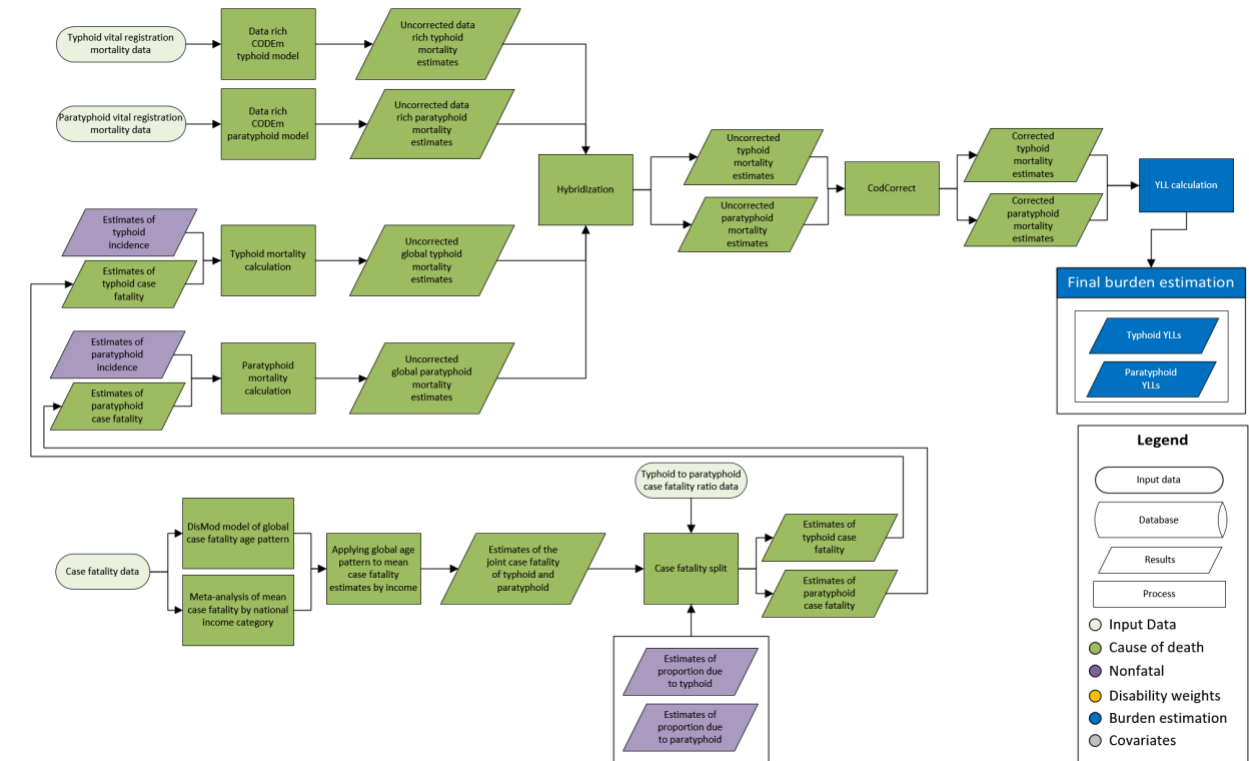 Typhoid vital registration
mortality data
Data rich
CODEm
typhoid model
Uncorrected data
rich typhoid
mortality
estimates
Paratyphoid vital registration
mortality data
Data rich
CODEm
paratyphoid model
Uncorrected data
rich paratyphoid
mortality
estimates
Hybridization
Uncorrected
typhoid
mortality
estimates
Uncorrected
paratyphoid
mortality
estimates
CodCorrect
Corrected
typhoid
mortality
estimates
Corrected
paratyphoid
mortality
estimates
YLL calculation
Final burden estimation
Typhoid YLLs
Paratyphoid
YLLs
Estimates of
typhoid
incidence
Estimates of
typhoid case
fatality
Typhoid mortality
calculation
Uncorrected
global typhoid
mortality
estimates
Estimates of
paratyphoid
incidence
Estimates of
paratyphoid
case fatality
Paratyphoid
mortality
calculation
Uncorrected
global paratyphoid
mortality
estimates
Case fatality data
DisMod model of global
case fatality age pattern
Meta-analysis of mean
case fatality by national
income category
Applying global age
pattern to mean
case fatality
estimates by income
Estimates of the
joint case fatality
of typhoid and
paratyphoid
Typhoid to paratyphoid
case fatality ratio data
Case fatality split
Estimates of
typhoid case
fatality
Estimates of
paratyphoid
case fatality
Estimates of
proportion due
to typhoid
Estimates of
proportion due
to paratyphoid
Legend
Input data
Database
Results
Process
Input Data
Cause of death
Nonfatal
Disability weights
Burden estimation
Covariates